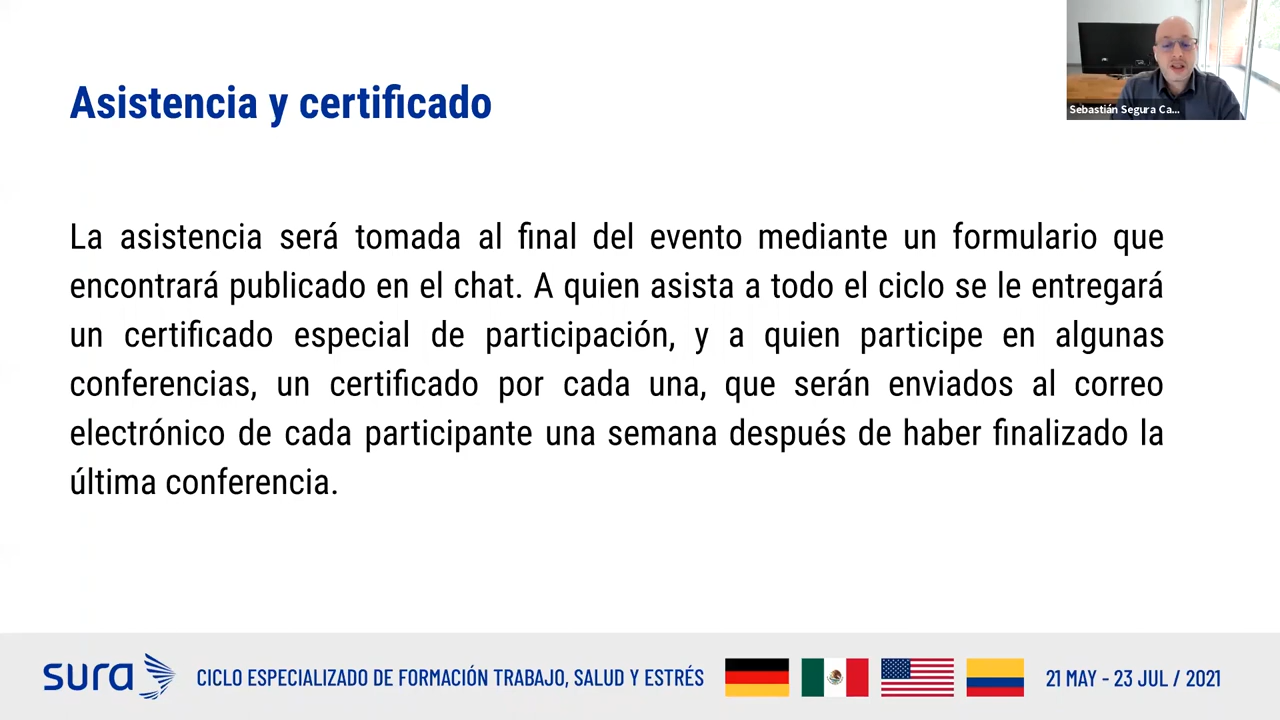 Asistencia y certificado
Sebastián Segura Ca...
La asistencia será tomada al final del evento mediante un formulario que
encontrará publicado en el chat. A quien asista a todo el ciclo se le entregará
un certificado especial de participación, y a quien participe en algunas
conferencias, un certificado por cada una, que serán enviados al correo
electrónico de cada participante una semana después de haber finalizado la
última conferencia.
sura
CICLO ESPECIALIZADO DE FORMACIÓN TRABAJO, SALUD Y ESTRÉS
21 MAY - 23 JUL / 2021